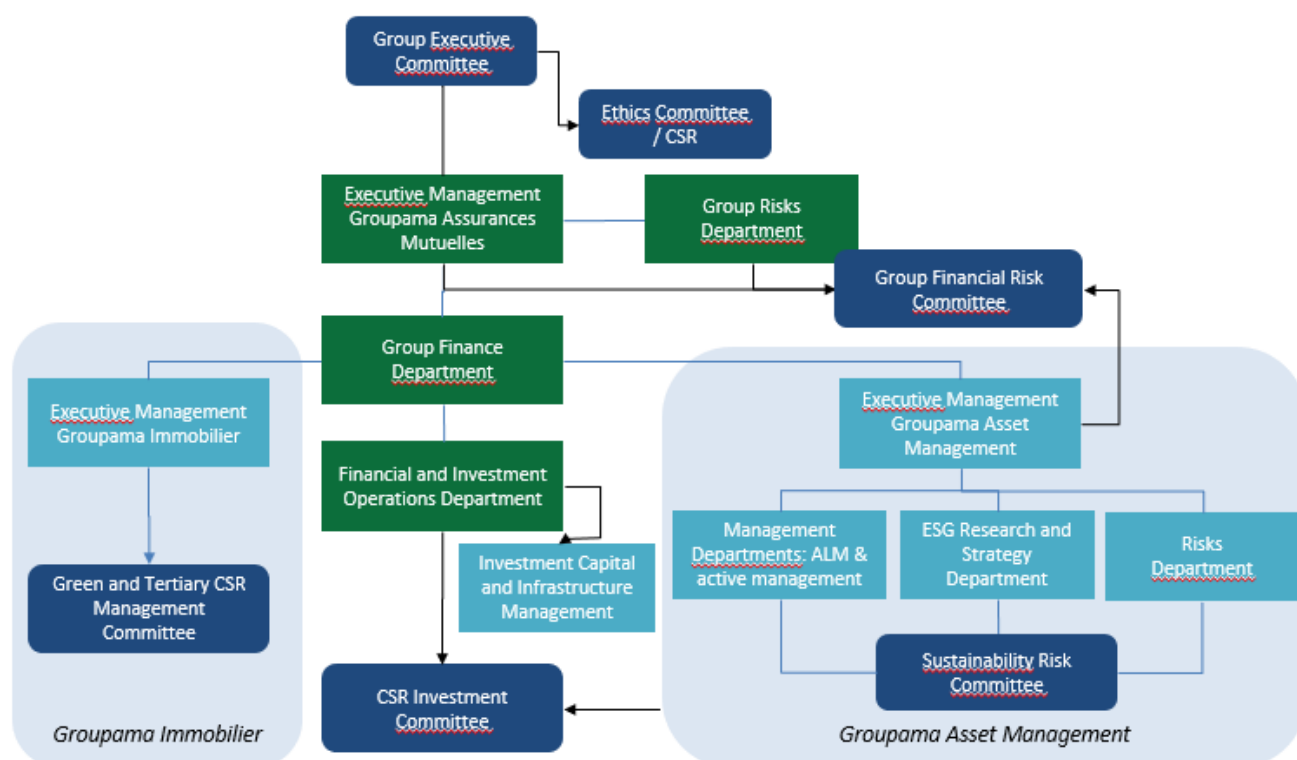 Group Executive
Committee
Ethics Committee
/ CSR
Executive Management
Groupama Assurances
Mutuelles
Group Risks
Department
Group Financial Risk
Committee
Group Finance
Department
Executive Management
Groupama Immobilier
Executive Management
Groupama Asset
Management
Financial and Investment
Operations Department
Investment Capital
and Infrastructure
Management
Management
Departments: ALM &
active management
ESG Research and
Strategy
Department
Risks
Department
Green and Tertiary CSR
Management
Committee
Sustainability Risk
Committee
CSR Investment
Committee
Groupama Immobilier
Groupama Asset Management